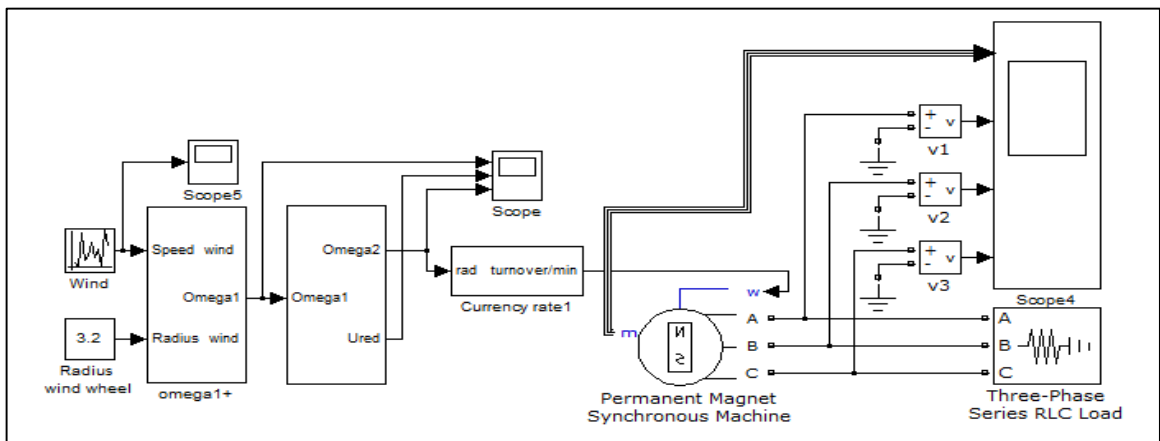 Scope5
Wind
Speed wind
Omega1
Radius wind
3.2
Radius
wind wheel
omega1+
Omega2
Omega1
Ured
Scope
rad turnover/min
Currency rate1
m
w
N
S
A
B
C
Permanent Magnet
Synchronous Machine
+
-
v
v1
+
-
v
v2
+
-
v
v3
Scope4
A
B
C
Three-Phase
Series RLC Load